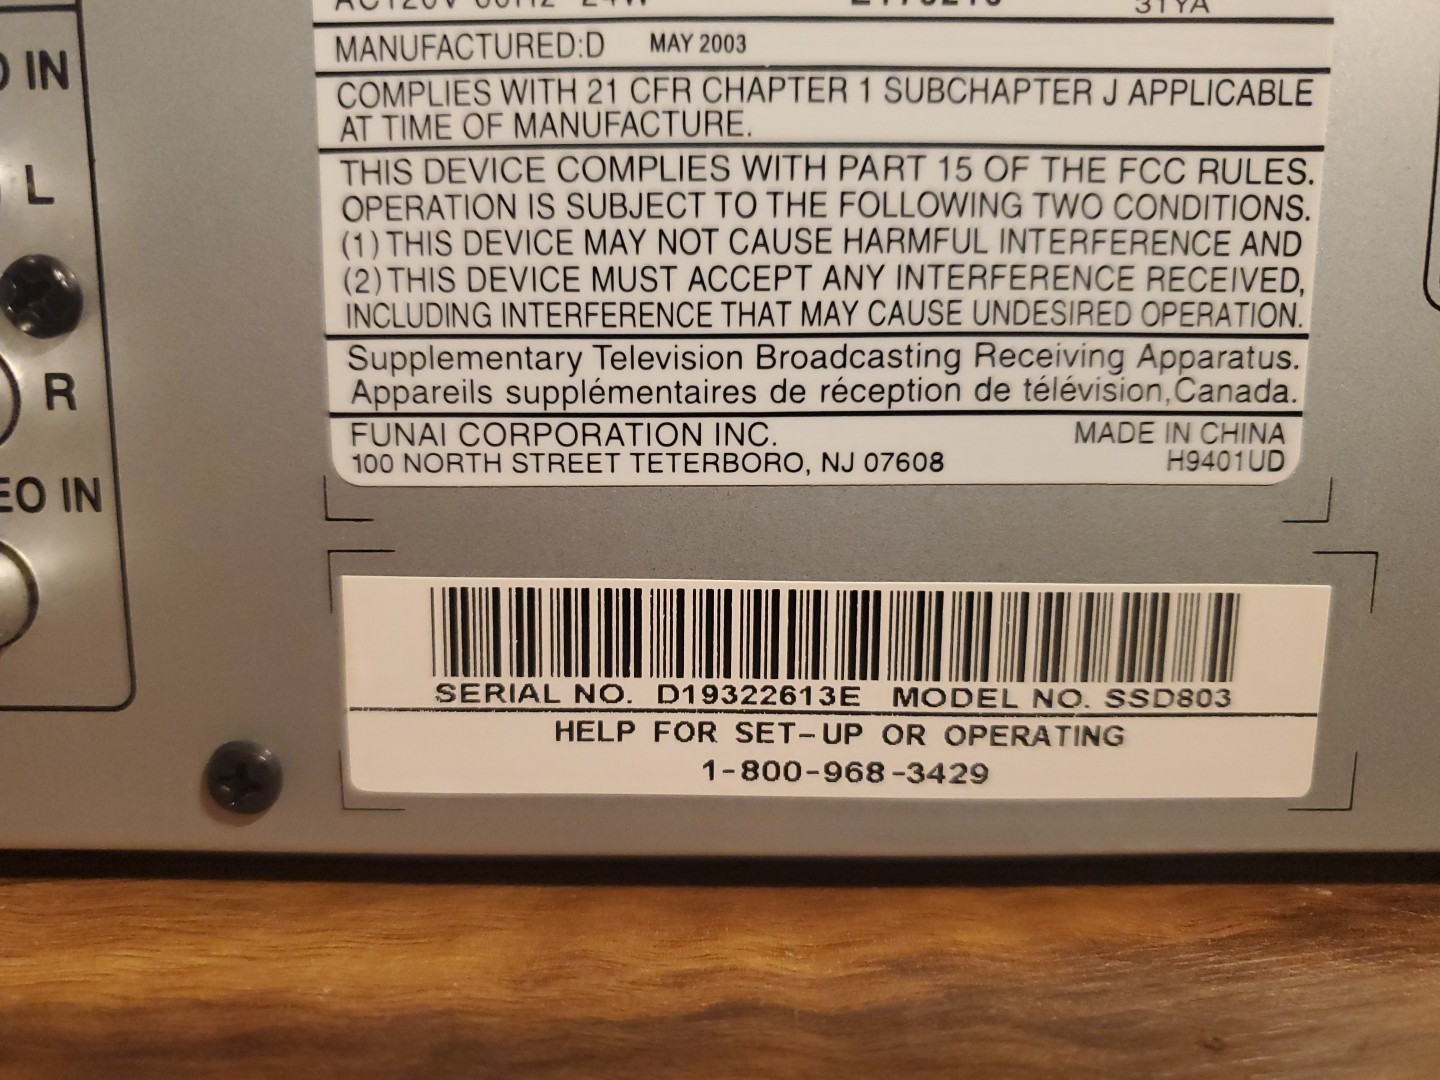 AC120V 60Hz 24W
31YA
MANUFACTURED:D MAY 2003
COMPLIES WITH 21 CFR CHAPTER 1 SUBCHAPTER J APPLICABLE
AT TIME OF MANUFACTURE.
THIS DEVICE COMPLIES WITH PART 15 OF THE FCC RULES.
OPERATION IS SUBJECT TO THE FOLLOWING TWO CONDITIONS.
(1) THIS DEVICE MAY NOT CAUSE HARMFUL INTERFERENCE AND
(2) THIS DEVICE MUST ACCEPT ANY INTERFERENCE RECEIVED,
INCLUDING INTERFERENCE THAT MAY CAUSE UNDESIRED OPERATION.
Supplementary Television Broadcasting Receiving Apparatus.
Appareils supplémentaires de réception de télévision,Canada.
FUNAI CORPORATION INC. MADE IN CHINA
100 NORTH STREET TETERBORO, NJ 07608 H9401UD
IN
L
R
EO IN
SERIAL NO. D19322613E MODEL NO. SSD803
HELP FOR SET-UP OR OPERATING
1-800-968-3429